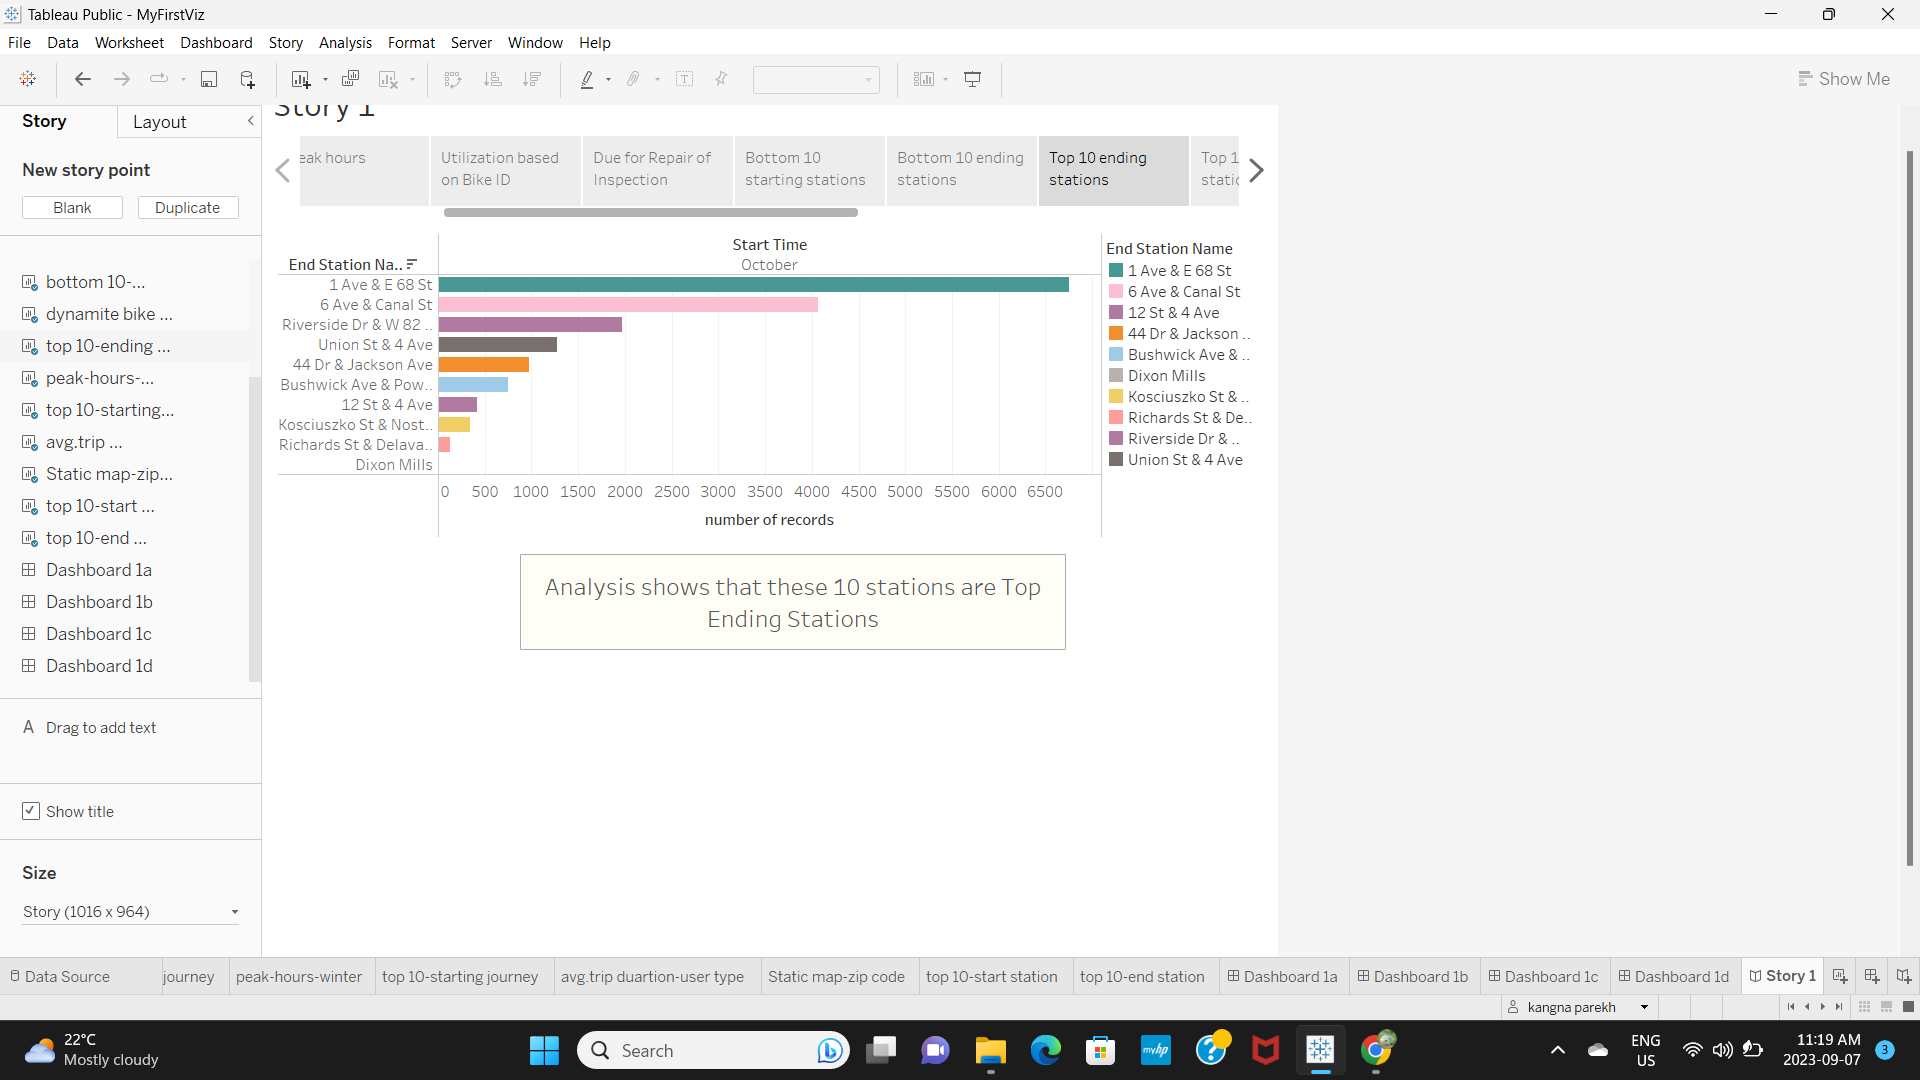 Tableau Public - MyFirstViz
File Data Worksheet Dashboard Story Analysis Format Server Window Help
Show Me
Story Layout
New story point
Blank Duplicate
bottom 10-...
dynamite bike ...
top 10-ending ...
peak-hours-...
top 10-starting...
avg.trip ...
Static map-zip...
top 10-start ...
top 10-end ...
Dashboard 1a
Dashboard 1b
Dashboard 1c
Dashboard 1d
A Drag to add text
Show title
Size
Story (1016 x 964)
Story 1
eak hours
Utilization based
on Bike ID
Due for Repair of
Inspection
Bottom 10
starting stations
Bottom 10 ending
stations
Top 10 ending
stations
Top 1
static
Start Time
End Station Na..
October
1 Ave & E 68 St
6 Ave & Canal St
Riverside Dr & W 82 ..
Union St & 4 Ave
44 Dr & Jackson Ave
Bushwick Ave & Pow..
12 St & 4 Ave
Kosciuszko St & Nost..
Richards St & Delava..
Dixon Mills
0 500 1000 1500 2000 2500 3000 3500 4000 4500 5000 5500 6000 6500
number of records
End Station Name
1 Ave & E 68 St
6 Ave & Canal St
12 St & 4 Ave
44 Dr & Jackson ..
Bushwick Ave & ..
Dixon Mills
Kosciuszko St & ..
Richards St & De..
Riverside Dr & ..
Union St & 4 Ave
Analysis shows that these 10 stations are Top
Ending Stations
Data Source journey peak-hours-winter top 10-starting journey avg.trip duartion-user type Static map-zip code top 10-start station top 10-end station Dashboard 1a Dashboard 1b Dashboard 1c Dashboard 1d Story 1
kangna parekh
22°C
Mostly cloudy
Search
myhp
ENG
US
11:19 AM
2023-09-07
3